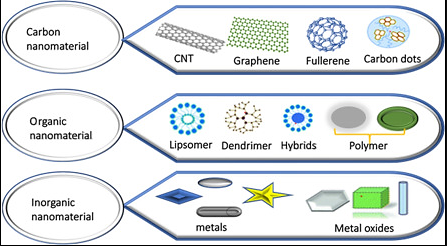 Carbon
nanomaterial
CNT
Graphene
Fullerene
Carbon dots
Organic
nanomaterial
Lipsomer
Dendrimer
Hybrids
Polymer
Inorganic
nanomaterial
metals
Metal oxides